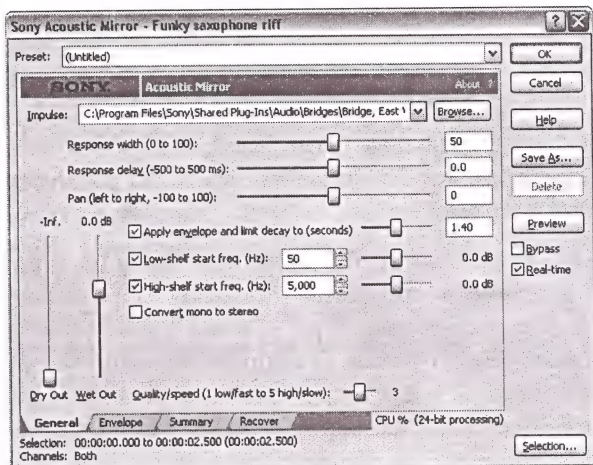 Sony Acoustic Mirror - Funky saxophone riff
Preset: (Untitled)
OK
SONY Acoustic Mirror About ?
Cancel
Impulse: C:\Program Files\Sony\Shared Plug-Ins\Audio\Bridges\Bridge, East Browse...
Help
Response width (0 to 100): 50
Response delay (-500 to 500 ms): 0.0
Save As...
Pan (left to right, -100 to 100): 0
Delete
-Inf. 0.0 dB
Apply envelope and limit decay to (seconds) 1.40
Preview
Low-shelf start freq. (Hz): 50 0.0 dB
Bypass
Real-time
High-shelf start freq. (Hz): 5,000 0.0 dB
Convert mono to stereo
Dry Out Wet Out Quality/speed (1 low/fast to 5 high/slow): 3
General Envelope Summary Recover CPU % (24-bit processing)
Selection: 00:00:00.000 to 00:00:02.500 (00:00:02.500)
Channels: Both
Selection...